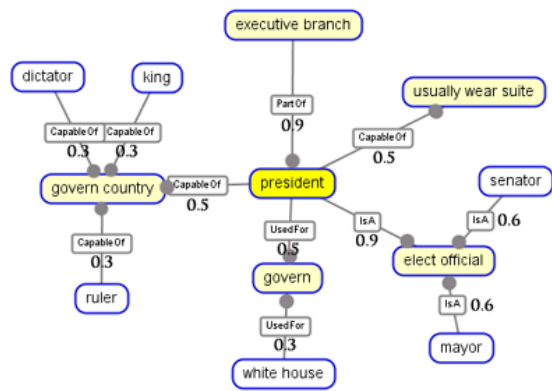 executive branch
dictator
king
usually wear suite
PartOf
0.9
CapableOf
0.3
CapableOf
0.3
CapableOf
0.5
govern country
CapableOf
0.5
president
senator
IsA
0.9
IsA
0.6
UsedFor
0.5
CapableOf
0.3
elect official
govern
ruler
IsA
0.6
UsedFor
0.3
mayor
white house